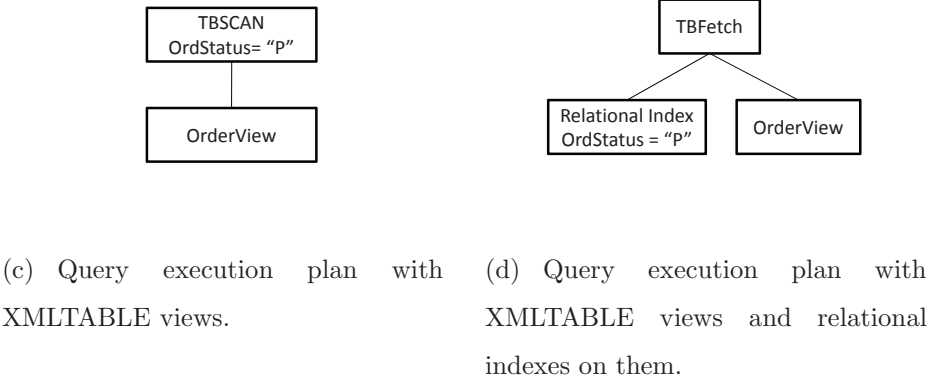 TBSCAN
OrdStatus= “P”
OrderView
TBFetch
Relational Index
OrdStatus = “P”
OrderView
(c) Query execution plan with
XMLTABLE views.
(d) Query execution plan with
XMLTABLE views and relational
indexes on them.